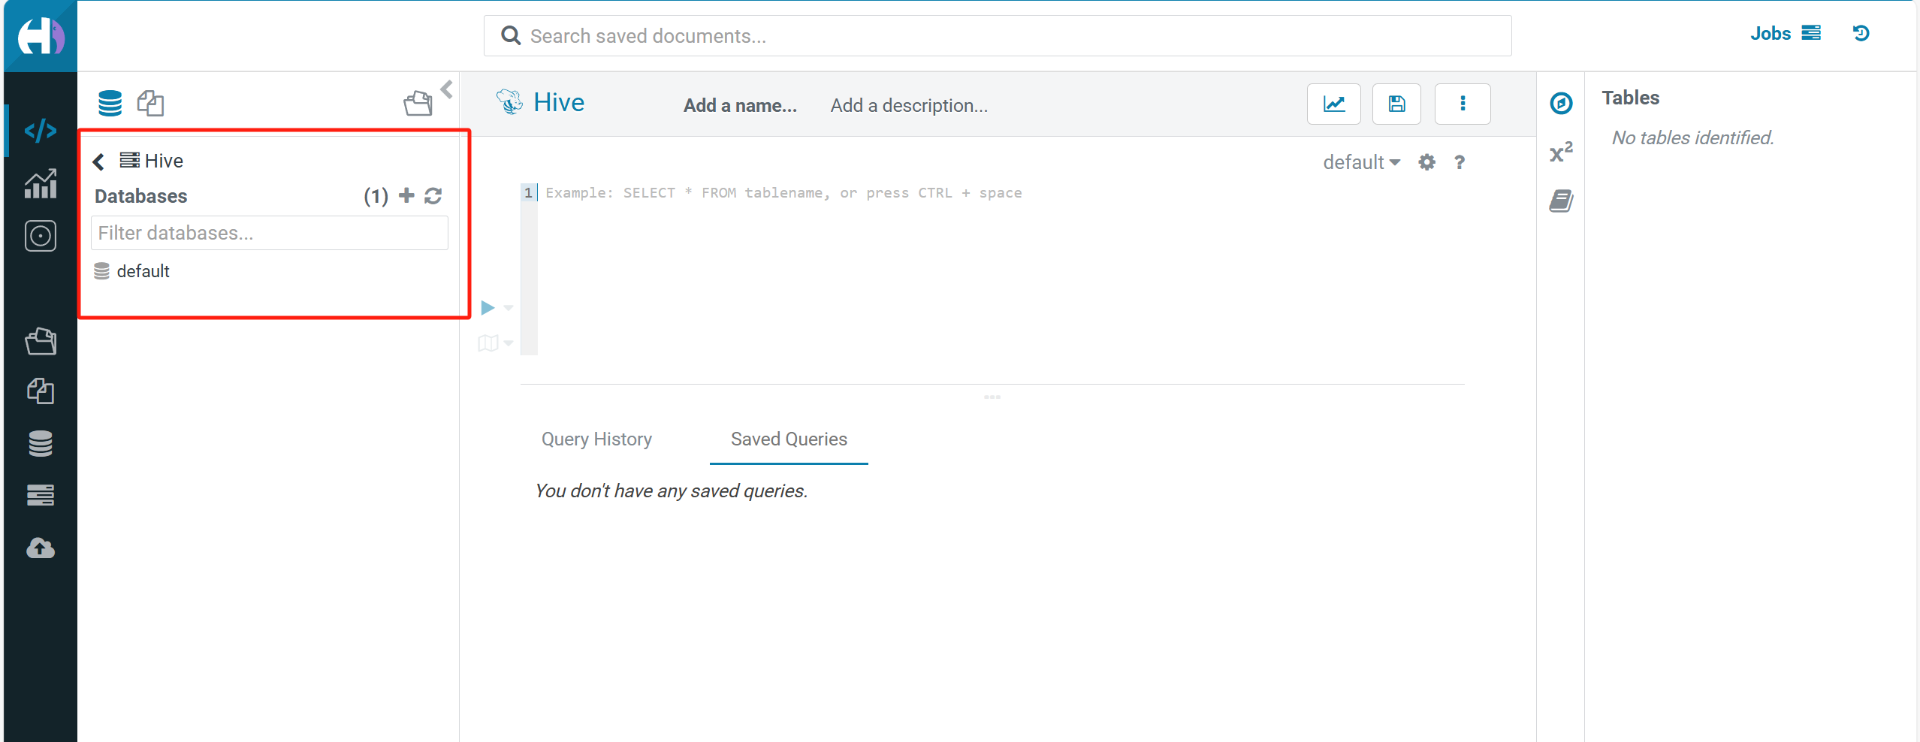 Search saved documents...
Jobs
Hive
Add a name...
Add a description...
Tables
No tables identified.
Hive
Databases (1)
Filter databases...
default
default
?
1 Example: SELECT * FROM tablename, or press CTRL + space
x²
Query History
Saved Queries
You don't have any saved queries.